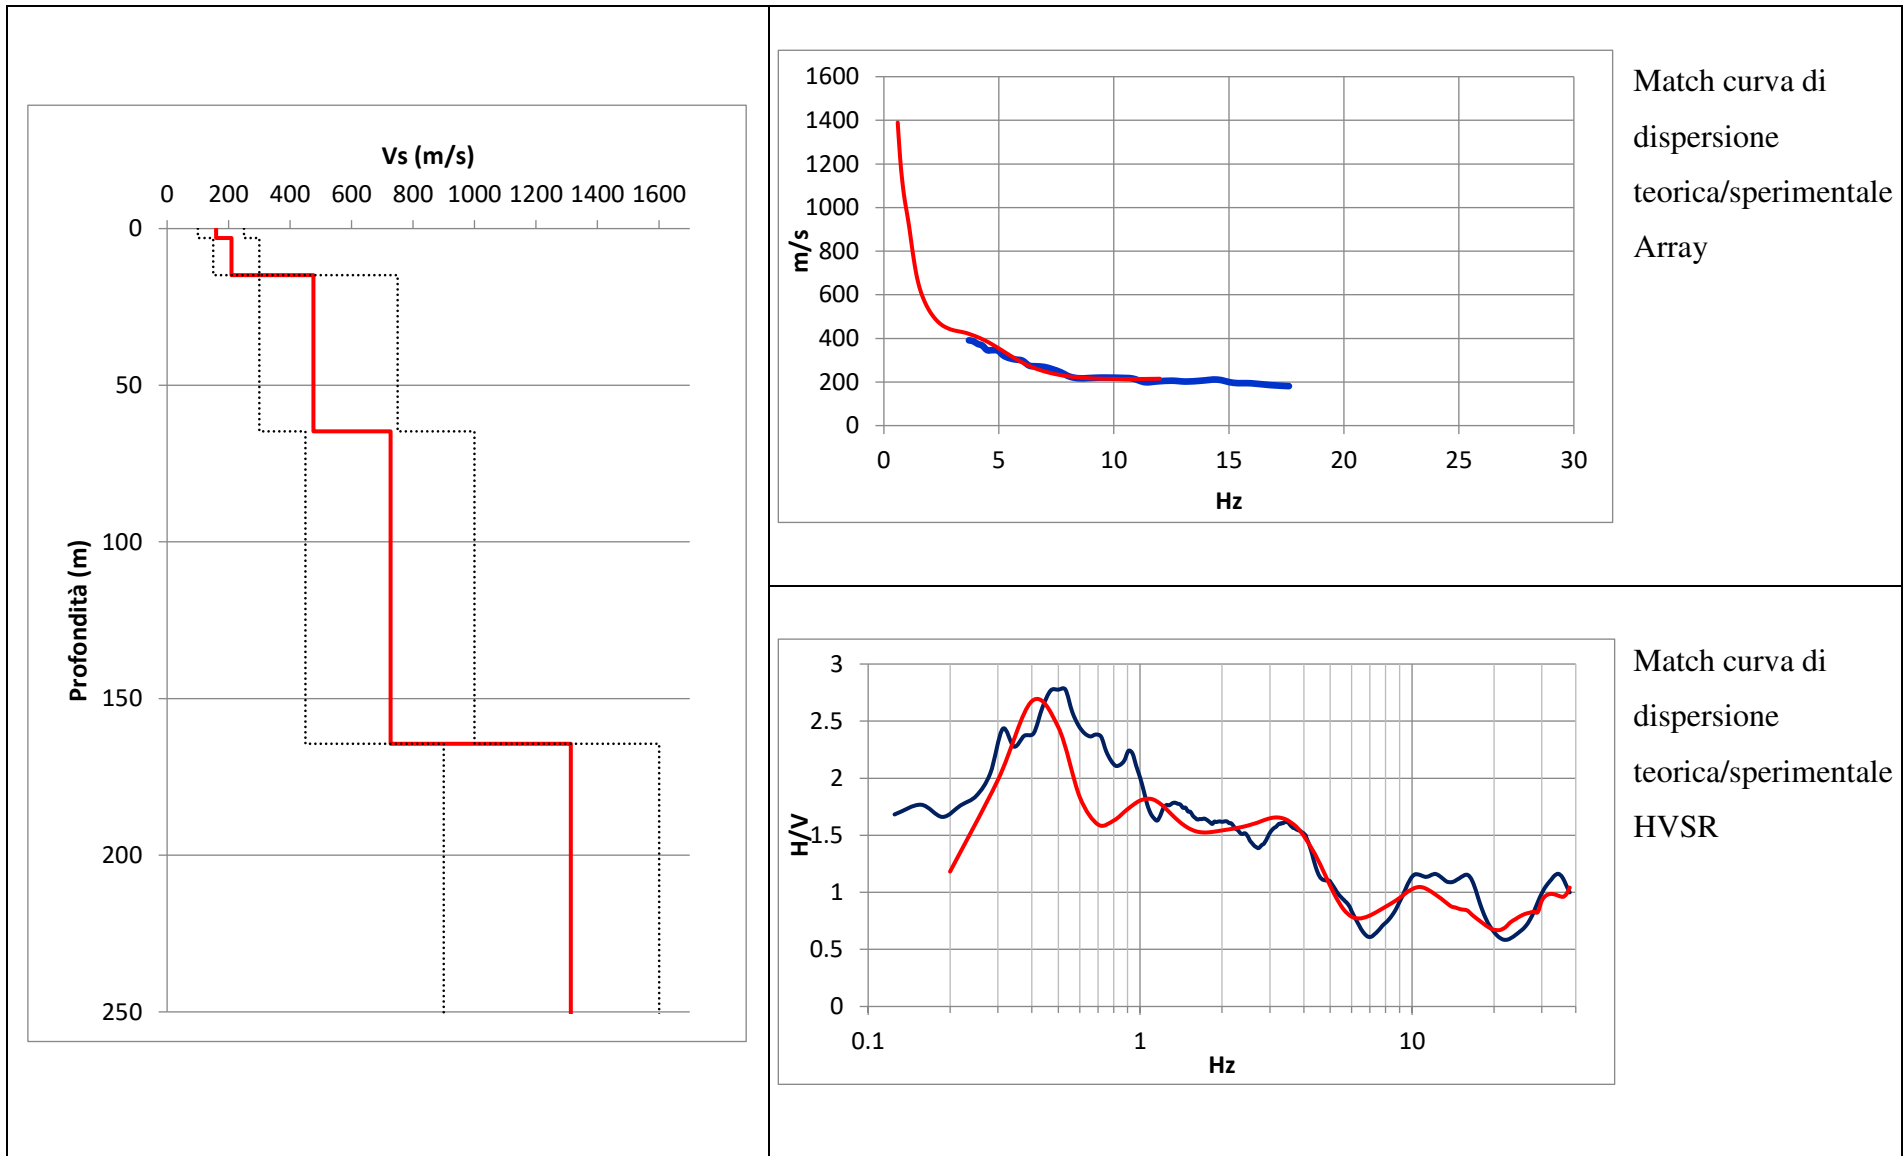 Vs (m/s)
0 200 400 600 800 1000 1200 1400 1600
0
50
100
150
200
250
Profondità (m)
1600
1400
1200
1000
800
600
400
200
0
m/s
0 5 10 15 20 25 30
Hz
Match curva di
dispersione
teorica/sperimentale
Array
3
2.5
2
1.5
1
0.5
0
H/V
0.1 1 10
Hz
Match curva di
dispersione
teorica/sperimentale
HVSR